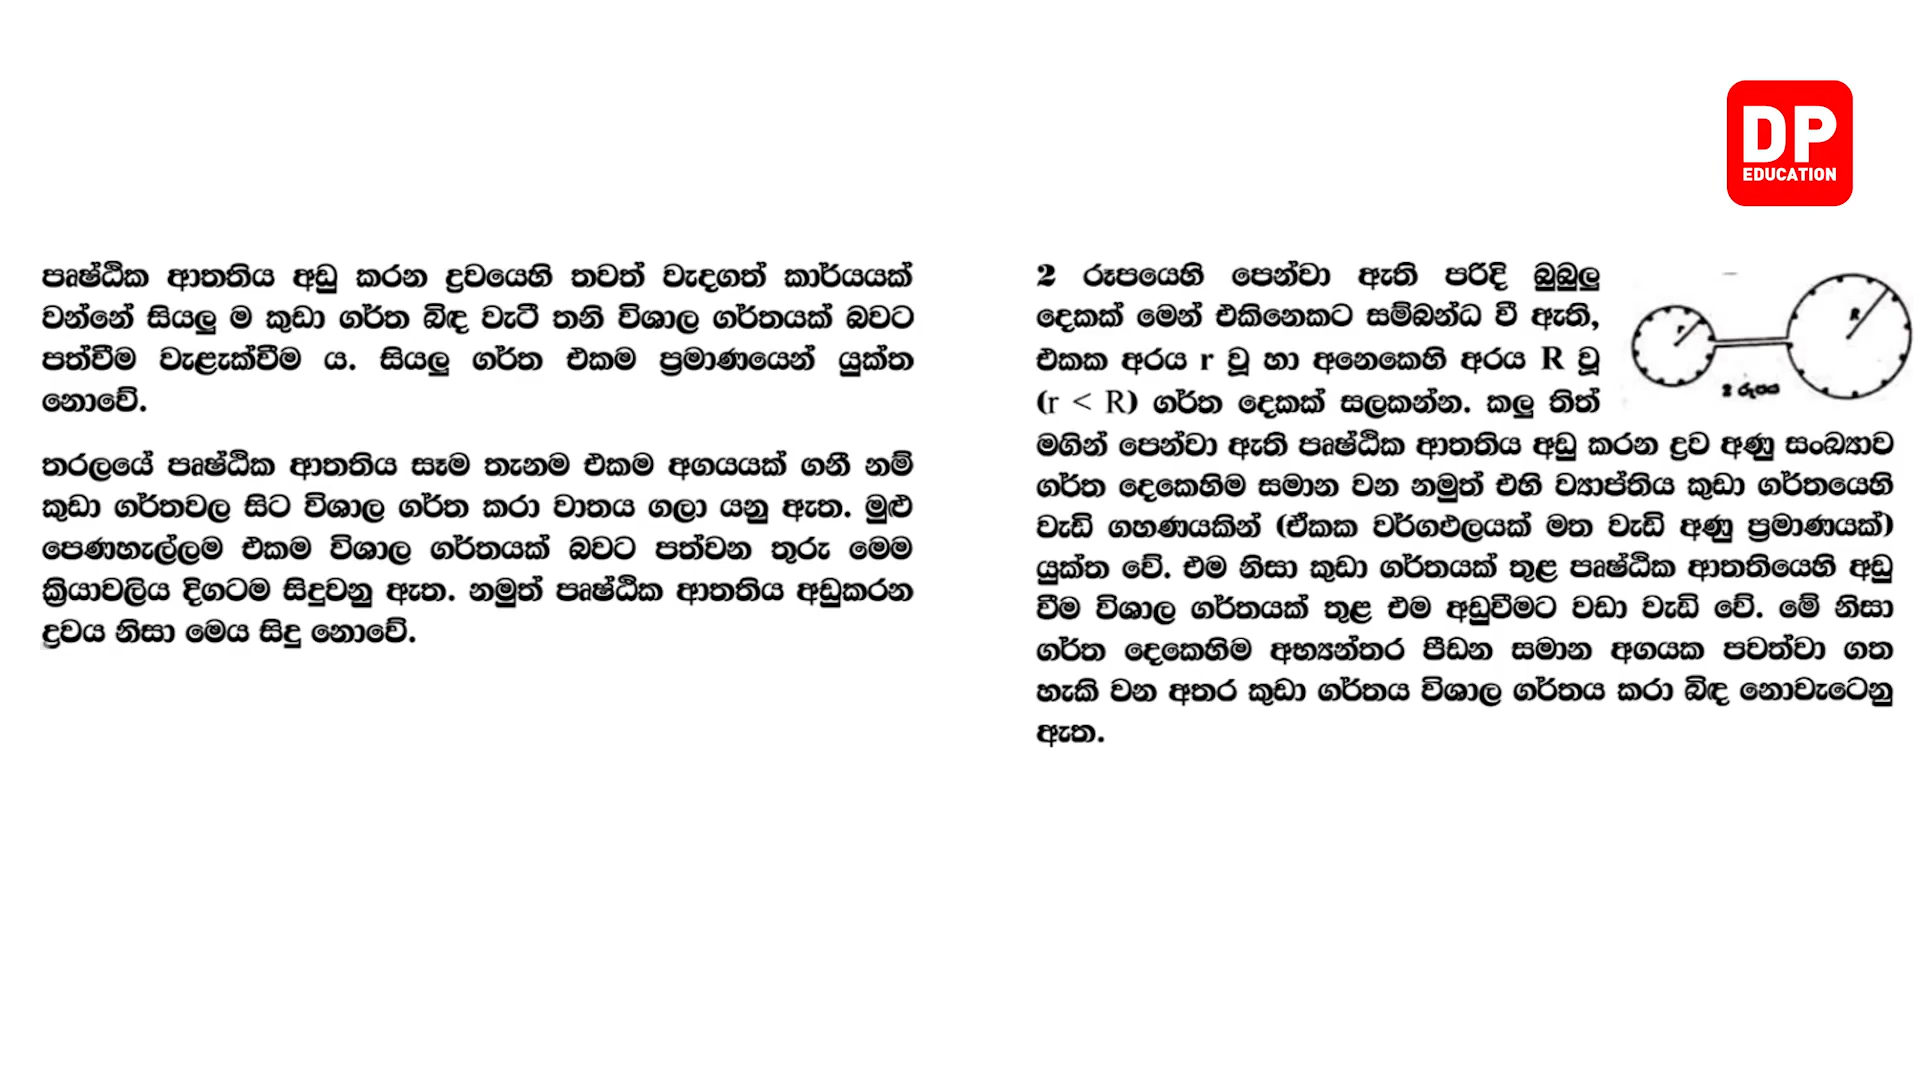 DP
EDUCATION
පෘෂ්ඨික ආතතිය අඩු කරන ද්‍රවයෙහි තවත් වැදගත් කාර්යයක්
වන්නේ සියලු ම කුඩා ගර්ත බිඳ වැටී තනි විශාල ගර්තයක් බවට
පත්වීම වැළැක්වීම ය. සියලු ගර්ත එකම ප්‍රමාණයෙන් යුක්ත
නොවේ.
තරලයේ පෘෂ්ඨික ආතතිය සෑම තැනම එකම අගයයක් ගනී නම්
කුඩා ගර්තවල සිට විශාල ගර්ත කරා වාතය ගලා යනු ඇත. මුළු
පෙණහැල්ලම එකම විශාල ගර්තයක් බවට පත්වන තුරු මෙම
ක්‍රියාවලිය දිගටම සිදුවනු ඇත. නමුත් පෘෂ්ඨික ආතතිය අඩුකරන
ද්‍රවය නිසා මෙය සිදු නොවේ.
2 රූපයෙහි පෙන්වා ඇති පරිදි බුබුලු
දෙකක් මෙන් එකිනෙකට සම්බන්ධ වී ඇති,
එකක අරය r වූ හා අනෙකෙහි අරය R වූ
(r < R) ගර්ත දෙකක් සලකන්න. කලු තිත්
මගින් පෙන්වා ඇති පෘෂ්ඨික ආතතිය අඩු කරන ද්‍රව අණු සංඛ්‍යාව
ගර්ත දෙකෙහිම සමාන වන නමුත් එහි ව්‍යාප්තිය කුඩා ගර්තයෙහි
වැඩි ගහණයකින් (ඒකක වර්ගඵලයක් මත වැඩි අණු ප්‍රමාණයක්)
යුක්ත වේ. එම නිසා කුඩා ගර්තයක් තුළ පෘෂ්ඨික ආතතියෙහි අඩු
වීම විශාල ගර්තයක් තුළ එම අඩුවීමට වඩා වැඩි වේ. මේ නිසා
ගර්ත දෙකෙහිම අභ්‍යන්තර පීඩන සමාන අගයක පවත්වා ගත
හැකි වන අතර කුඩා ගර්තය විශාල ගර්තය කරා බිඳ නොවැටෙනු
ඇත.
r
R
2 රූපය